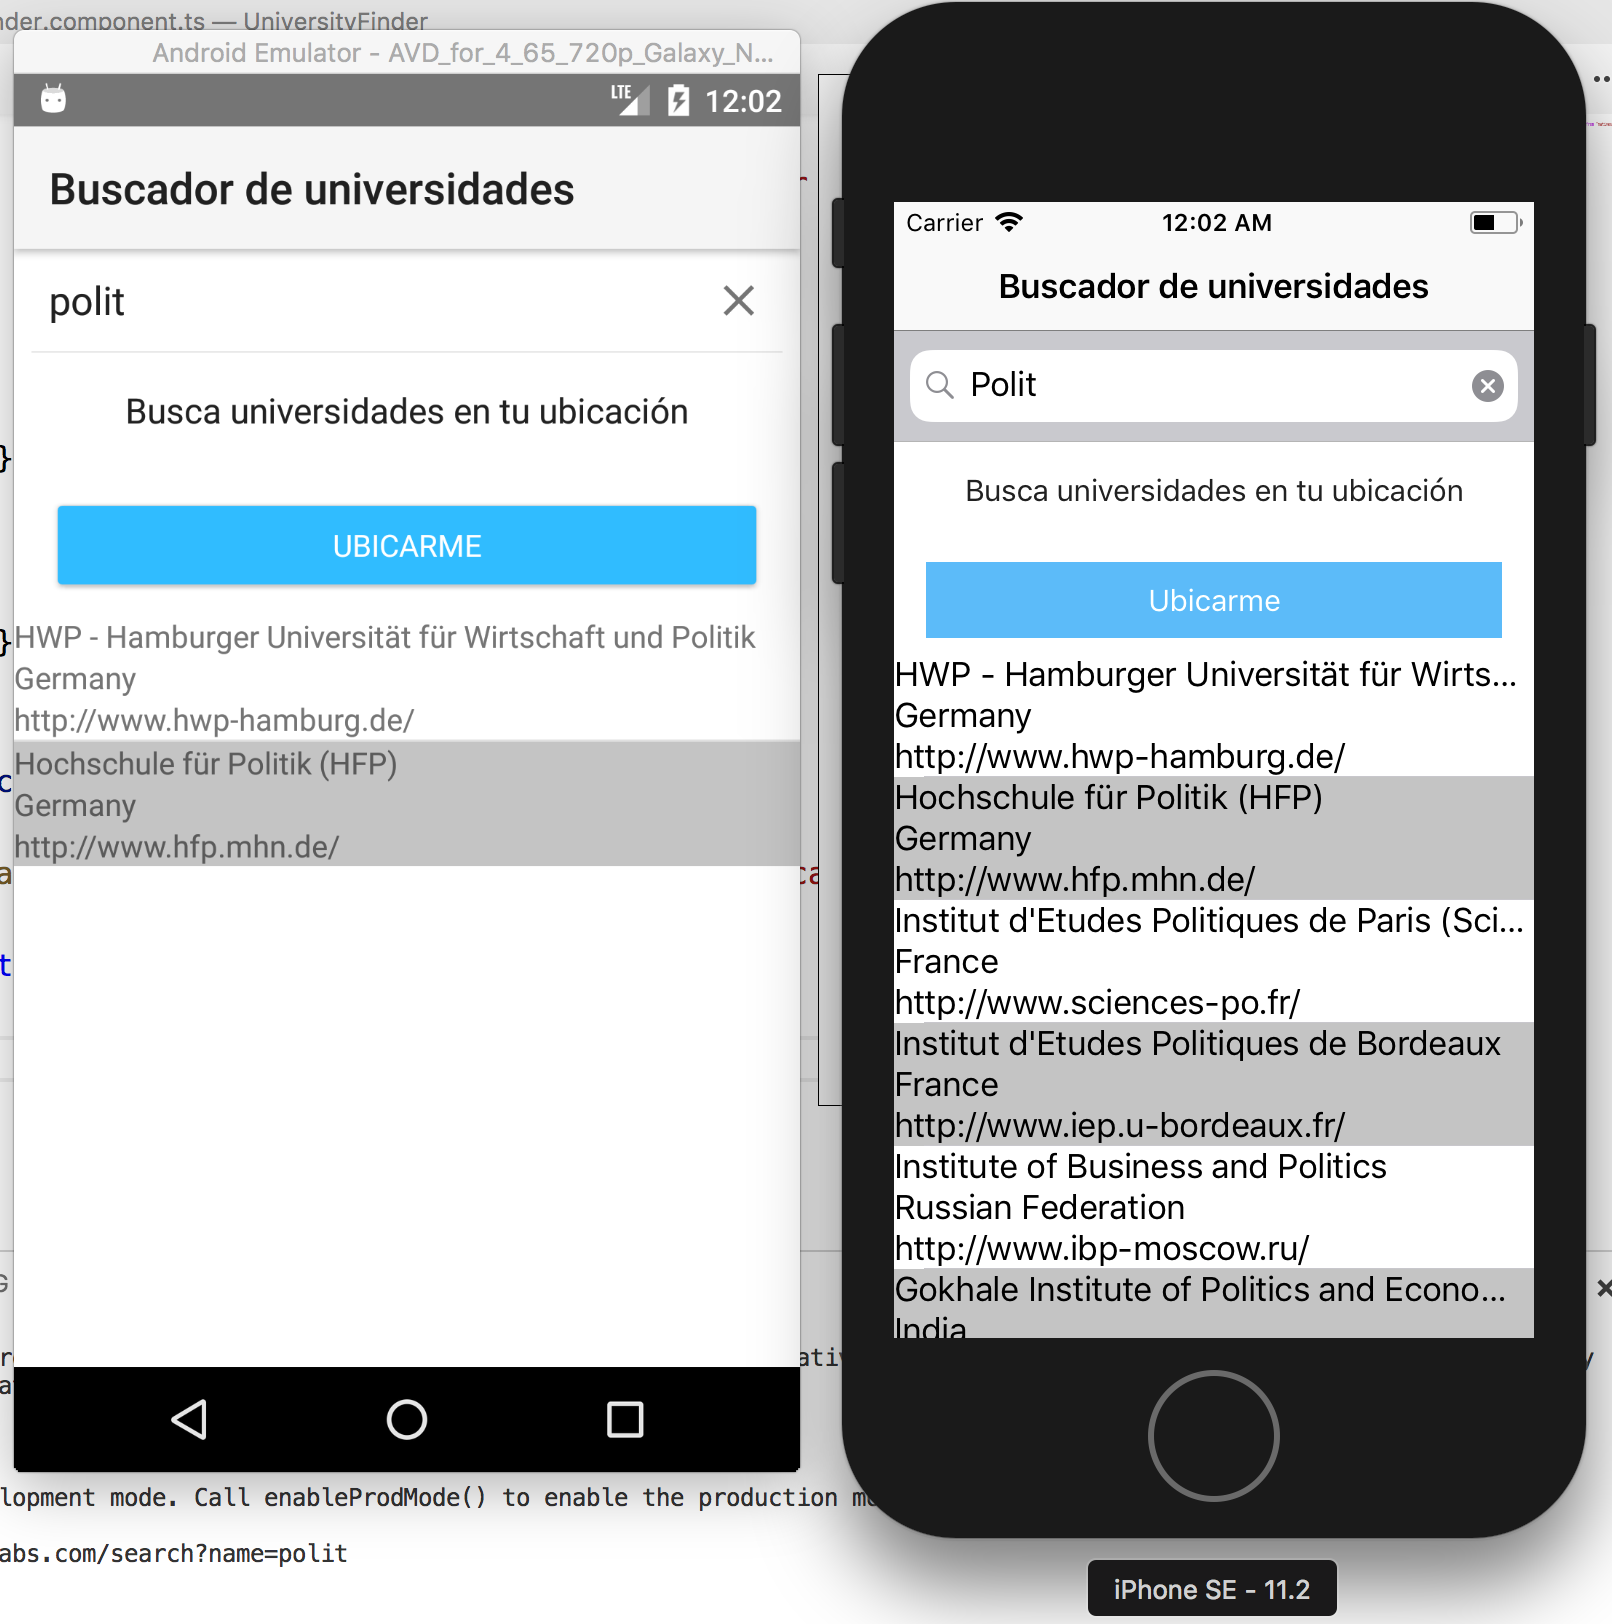 nder.component.ts — UniversityFinder
Android Emulator - AVD_for_4_65_720p_Galaxy_N...
LTE 12:02
Buscador de universidades
polit
Busca universidades en tu ubicación
UBICARME
HWP - Hamburger Universität für Wirtschaft und Politik
Germany
http://www.hwp-hamburg.de/
Hochschule für Politik (HFP)
Germany
http://www.hfp.mhn.de/
Carrier 12:02 AM
Buscador de universidades
Polit
Busca universidades en tu ubicación
Ubicarme
HWP - Hamburger Universität für Wirts...
Germany
http://www.hwp-hamburg.de/
Hochschule für Politik (HFP)
Germany
http://www.hfp.mhn.de/
Institut d'Etudes Politiques de Paris (Sci...
France
http://www.sciences-po.fr/
Institut d'Etudes Politiques de Bordeaux
France
http://www.iep.u-bordeaux.fr/
Institute of Business and Politics
Russian Federation
http://www.ibp-moscow.ru/
Gokhale Institute of Politics and Econo...
India
lopment mode. Call enableProdMode() to enable the production
abs.com/search?name=polit
iPhone SE - 11.2